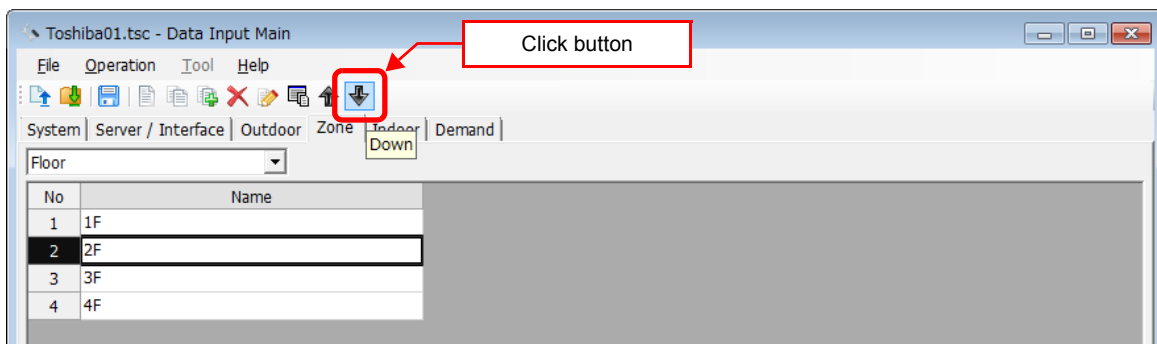 Toshiba01.tsc - Data Input Main
Click button
File Operation Tool Help
System Server / Interface Outdoor Zone Indoor Demand
Down
Floor
No Name
1 1F
2 2F
3 3F
4 4F